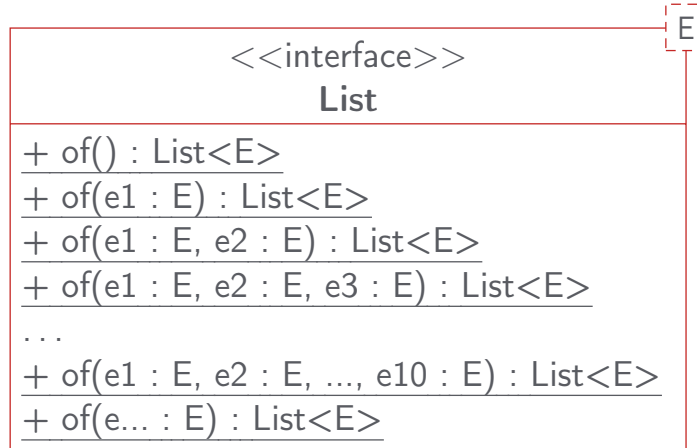 E
<<interface>>
List
+ of() : List<E>
+ of(e1 : E) : List<E>
+ of(e1 : E, e2 : E) : List<E>
+ of(e1 : E, e2 : E, e3 : E) : List<E>
...
+ of(e1 : E, e2 : E, ..., e10 : E) : List<E>
+ of(e... : E) : List<E>